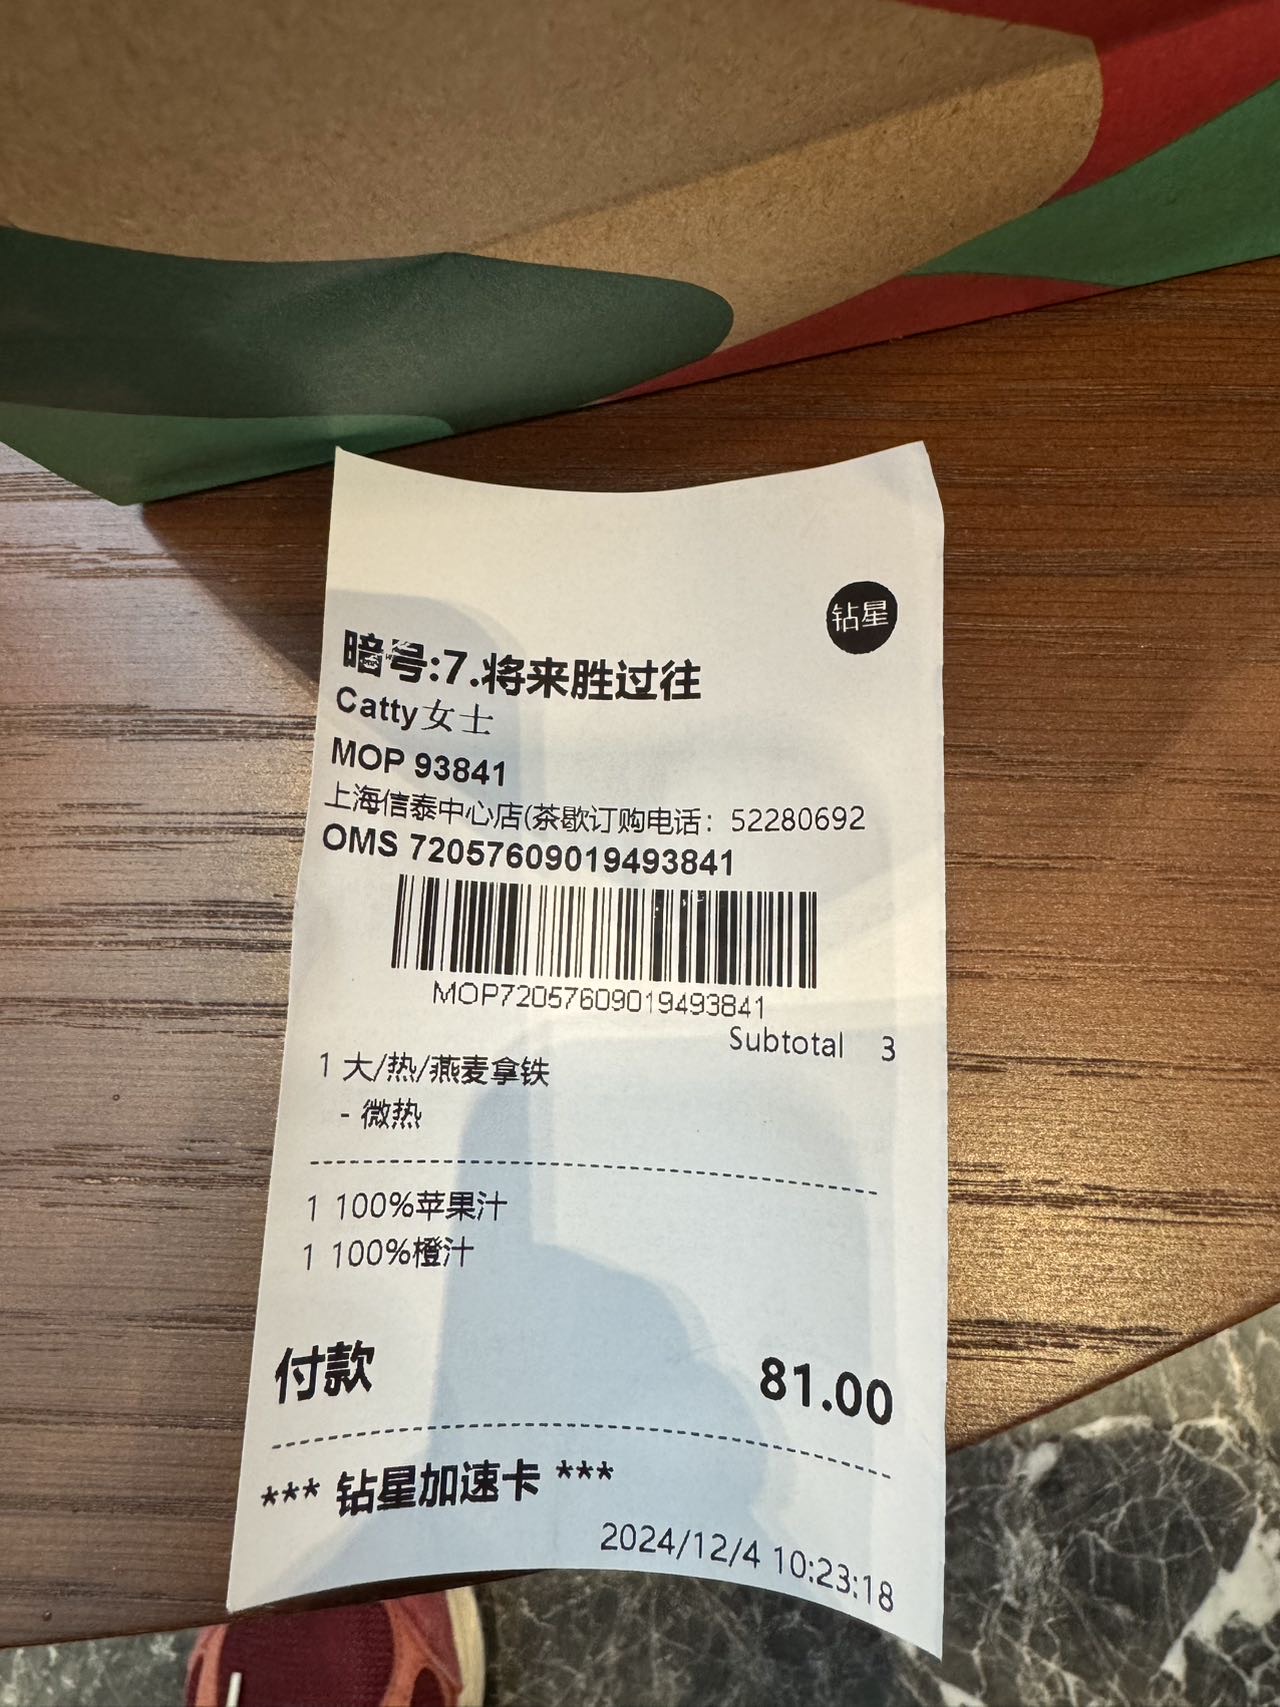 钻星
暗号:7.将来胜过往
Catty女士
MOP 93841
上海信泰中心店(茶歇订购电话：52280692
OMS 72057609019493841
MOP72057609019493841
Subtotal 3
1 大/热/燕麦拿铁
- 微热
1 100%苹果汁
1 100%橙汁
付款 81.00
*** 钻星加速卡 ***
2024/12/4 10:23:18